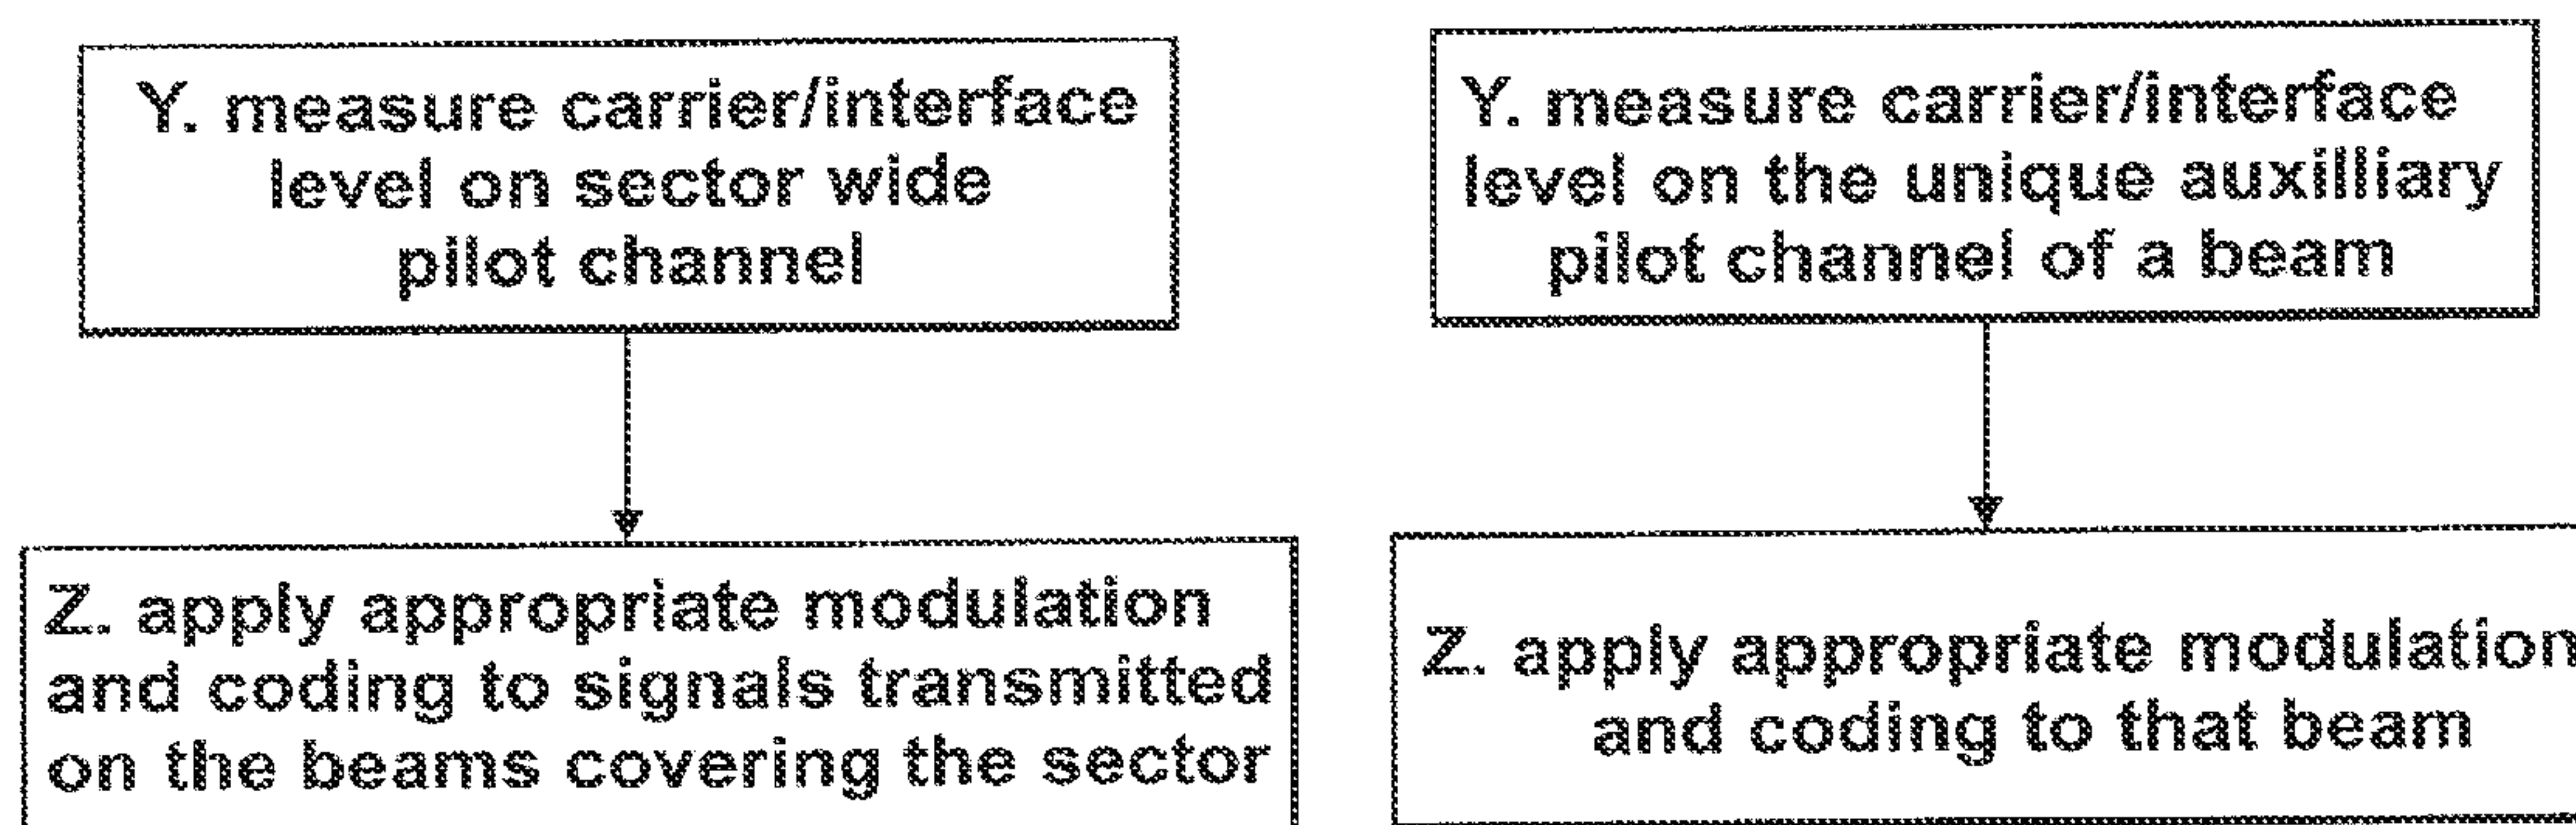 Y. measure carrier/interface
level on sector wide
pilot channel
Z. apply appropriate modulation
and coding to signals transmitted
on the beams covering the sector
Y. measure carrier/interface
level on the unique auxilliary
pilot channel of a beam
Z. apply appropriate modulation
and coding to that beam